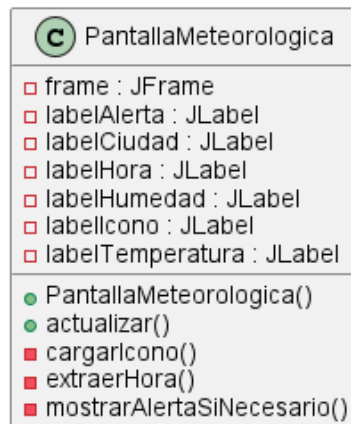 C PantallaMeteorologica
frame : JFrame
labelAlerta : JLabel
labelCiudad : JLabel
labelHora : JLabel
labelHumedad : JLabel
labelIcono : JLabel
labelTemperatura : JLabel
PantallaMeteorologica()
actualizar()
cargarIcono()
extraerHora()
mostrarAlertaSiNecesario()